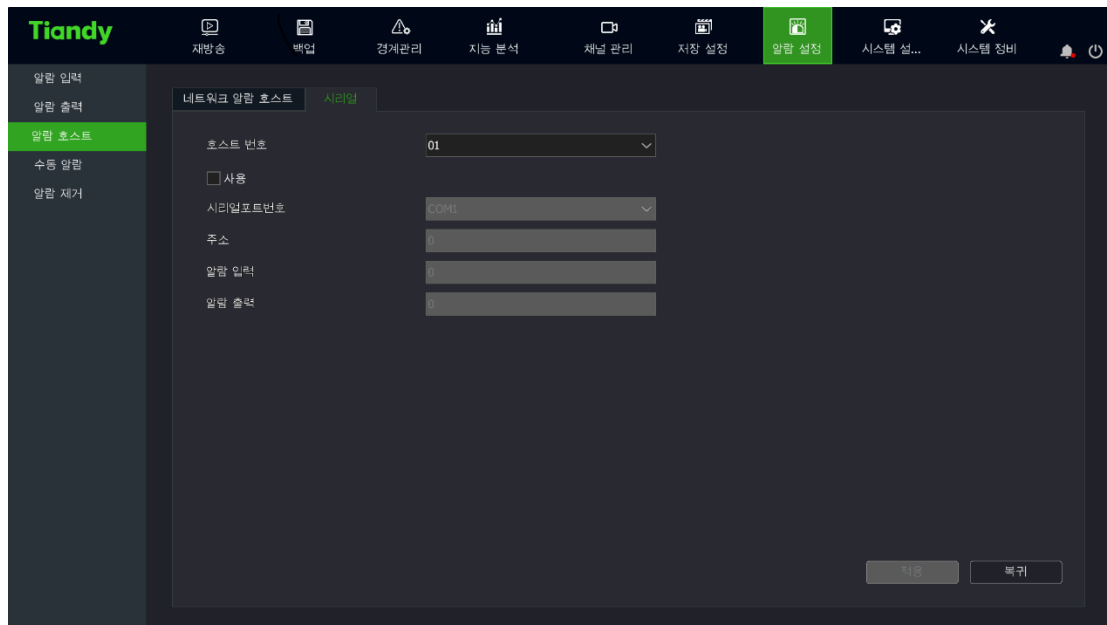 Tiandy
재방송 백업 경계관리 지능 분석 채널 관리 저장 설정 알람 설정 시스템 설... 시스템 정비
알람 입력
알람 출력
알람 호스트
수동 알람
알람 제거
네트워크 알람 호스트 시리얼
호스트 번호 01
사용
시리얼포트번호 COM1
주소 0
알람 입력 0
알람 출력 0
적용 복귀